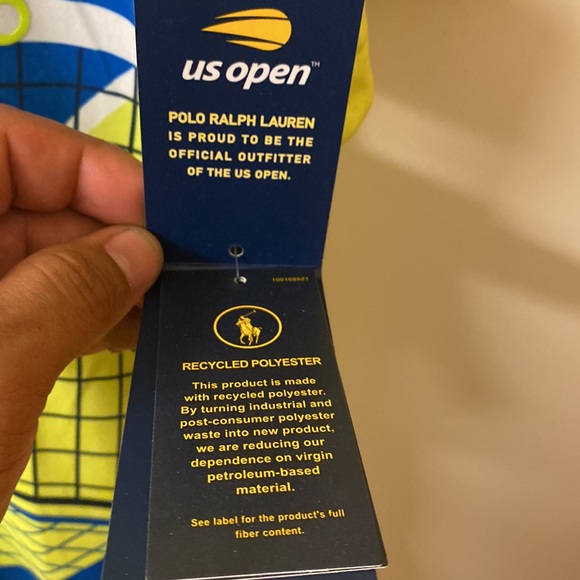 us open™
POLO RALPH LAUREN
IS PROUD TO BE THE
OFFICIAL OUTFITTER
OF THE US OPEN.
100168921
RECYCLED POLYESTER
This product is made
with recycled polyester.
By turning industrial and
post-consumer polyester
waste into new product,
we are reducing our
dependence on virgin
petroleum-based
material.
See label for the product's full
fiber content.